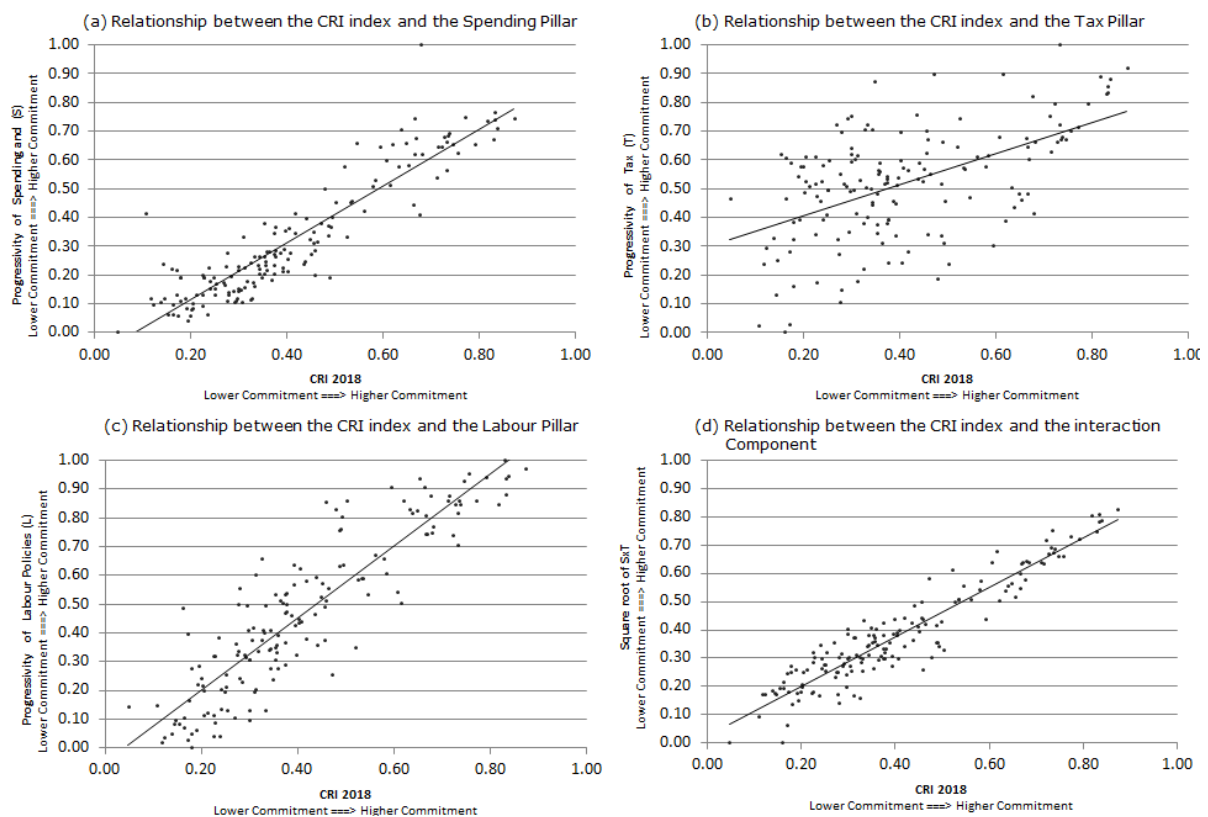 (a) Relationship between the CRI index and the Spending Pillar
1.00
0.90
0.80
0.70
0.60
0.50
0.40
0.30
0.20
0.10
0.00
Progressivity of Spending and (S)
Lower Commitment ===> Higher Commitment
0.00 0.20 0.40 0.60 0.80 1.00
CRI 2018
Lower Commitment ===> Higher Commitment
(b) Relationship between the CRI index and the Tax Pillar
1.00
0.90
0.80
0.70
0.60
0.50
0.40
0.30
0.20
0.10
0.00
Progressivity of Tax (T)
Lower Commitment ===> Higher Commitment
0.00 0.20 0.40 0.60 0.80 1.00
CRI 2018
Lower Commitment ===> Higher Commitment
(c) Relationship between the CRI index and the Labour Pillar
1.00
0.90
0.80
0.70
0.60
0.50
0.40
0.30
0.20
0.10
0.00
Progressivity of Labour Policies (L)
Lower Commitment ===> Higher Commitment
0.00 0.20 0.40 0.60 0.80 1.00
CRI 2018
Lower Commitment ===> Higher Commitment
(d) Relationship between the CRI index and the interaction
Component
1.00
0.90
0.80
0.70
0.60
0.50
0.40
0.30
0.20
0.10
0.00
Square root of SxT
Lower Commitment ===> Higher Commitment
0.00 0.20 0.40 0.60 0.80 1.00
CRI 2018
Lower Commitment ===> Higher Commitment